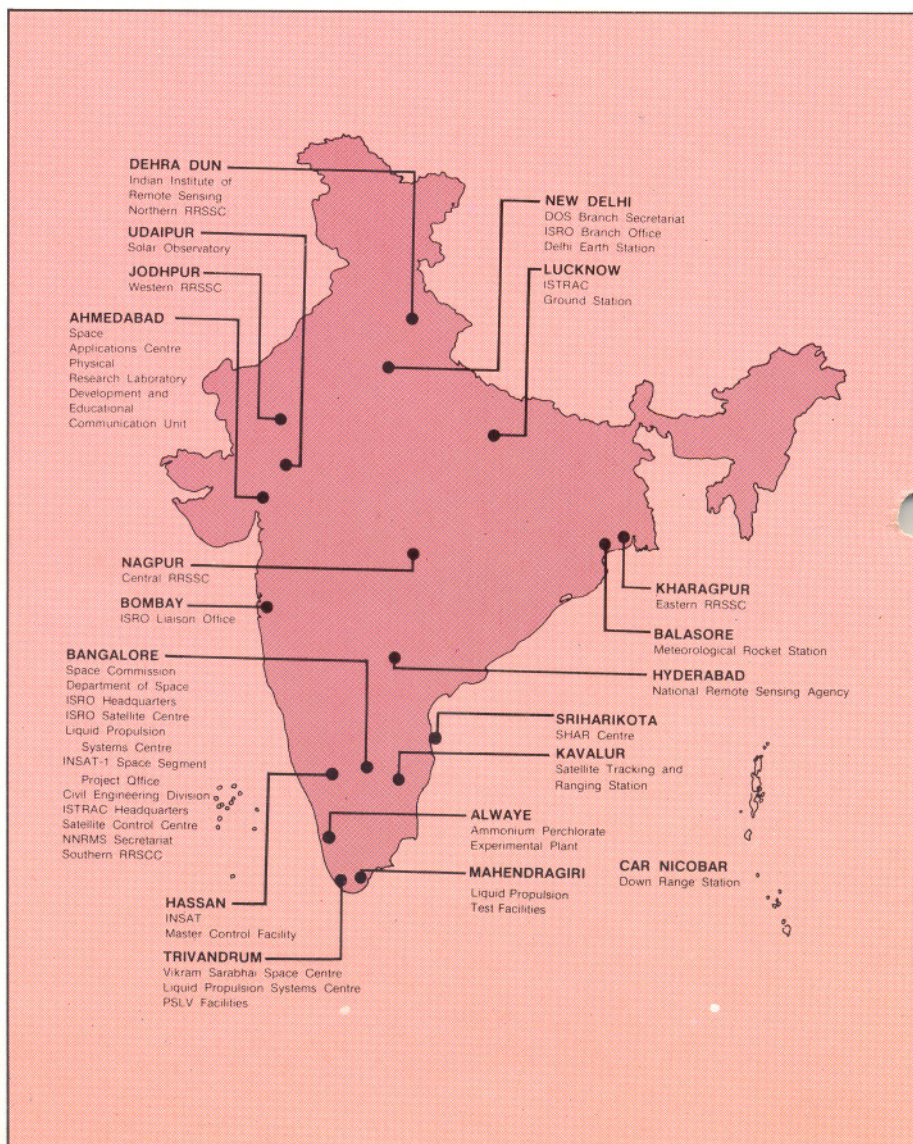 DEHRA DUN
Indian Institute of
Remote Sensing
Northern RRSSC
UDAIPUR
Solar Observatory
JODHPUR
Western RRSSC
AHMEDABAD
Space
Applications Centre
Physical
Research Laboratory
Development and
Educational
Communication Unit
NEW DELHI
DOS Branch Secretariat
ISRO Branch Office
Delhi Earth Station
LUCKNOW
ISTRAC
Ground Station
NAGPUR
Central RRSSC
BOMBAY
ISRO Liaison Office
BANGALORE
Space Commission
Department of Space
ISRO Headquarters
ISRO Satellite Centre
Liquid Propulsion
Systems Centre
INSAT-1 Space Segment
Project Office
Civil Engineering Division
ISTRAC Headquarters
Satellite Control Centre
NNRMS Secretariat
Southern RRSCC
HASSAN
INSAT
Master Control Facility
TRIVANDRUM
Vikram Sarabhai Space Centre
Liquid Propulsion Systems Centre
PSLV Facilities
KHARAGPUR
Eastern RRSSC
BALASORE
Meteorological Rocket Station
HYDERABAD
National Remote Sensing Agency
SRIHARIKOTA
SHAR Centre
KAVALUR
Satellite Tracking and
Ranging Station
ALWAYE
Ammonium Perchlorate
Experimental Plant
MAHENDRAGIRI
Liquid Propulsion
Test Facilities
CAR NICOBAR
Down Range Station